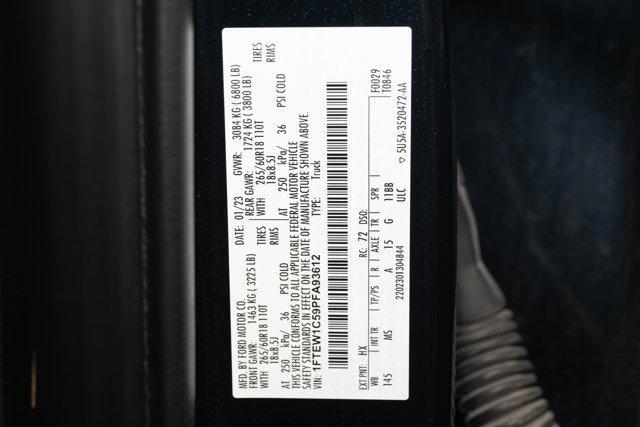 MFD. BY FORD MOTOR CO.
DATE: 01/23 GVWR: 3084 KG ( 6800 LB)
FRONT GAWR: 1463 KG ( 3225 LB) REAR GAWR: 1724 KG ( 3800 LB)
WITH 265/60R18 110T TIRES WITH 265/60R18 110T TIRES
18x8.5J RIMS 18x8.5J RIMS
AT 250 kPa/ 36 PSI COLD AT 250 kPa/ 36 PSI COLD
THIS VEHICLE CONFORMS TO ALL APPLICABLE FEDERAL MOTOR VEHICLE
SAFETY STANDARDS IN EFFECT ON THE DATE OF MANUFACTURE SHOWN ABOVE.
VIN: 1FTEW1C59PFA93612 TYPE: Truck
F0029
T0846
EXT PNT: HX RC: 72 DSO:
WB INT TR TP/PS R AXLE TR SPR
145 MS A 15 G 11BB
ULC
2202301304844
5U5A-3520472-AA